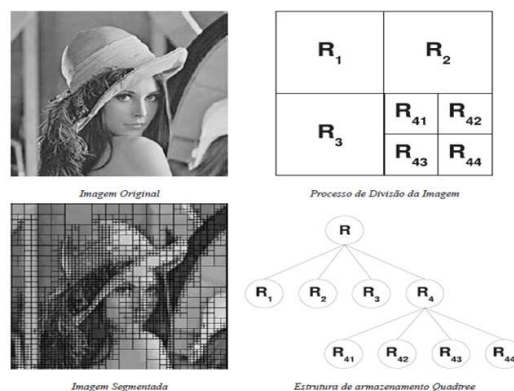 R1 R2
R3
R41 R42
R43 R44
Imagem Original
Processo de Divisão da Imagem
R
R1 R2 R3 R4
R41 R42 R43 R44
Imagem Segmentada
Estrutura de armazenamento Quadtree